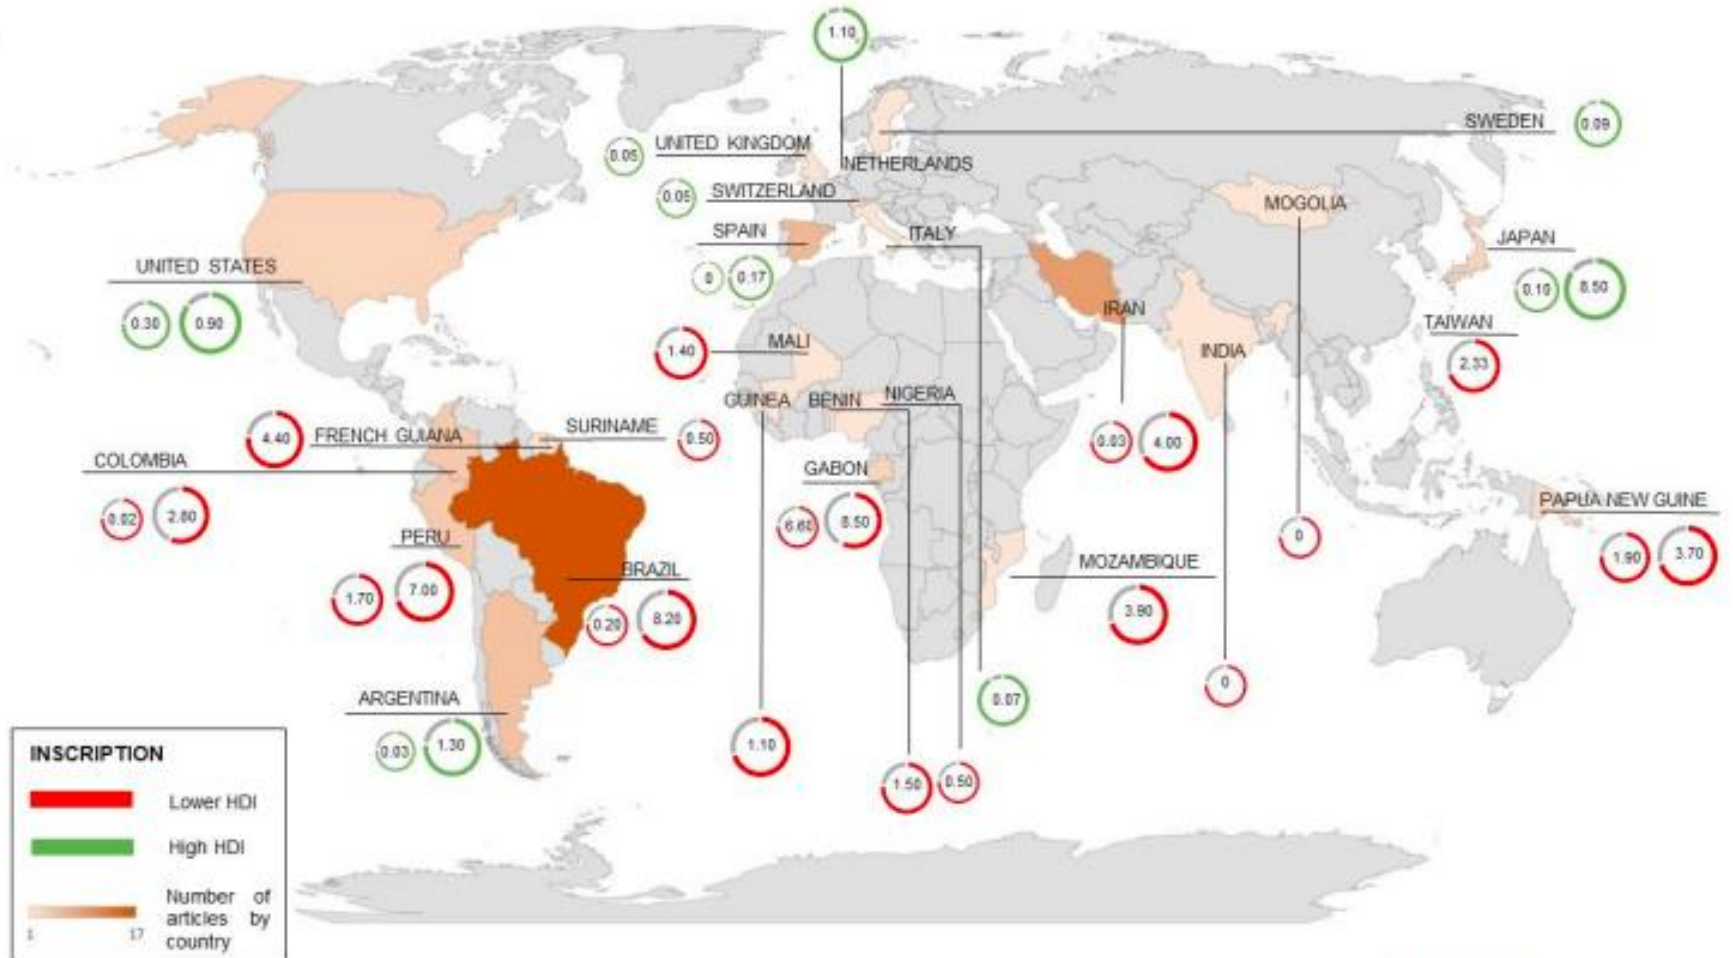 1.10
SWEDEN
0.09
0.05
UNITED KINGDOM
NETHERLANDS
0.05
SWITZERLAND
MOGOLIA
SPAIN
ITALY
JAPAN
UNITED STATES
0
0.17
0.10
8.50
0.30
0.90
IRAN
TAIWAN
MALI
1.40
INDIA
2.33
GUINEA
BENIN
NIGERIA
4.40
FRENCH GUIANA
SURINAME
0.50
0.03
4.00
COLOMBIA
GABON
PAPUA NEW GUINE
0.02
2.80
6.60
8.50
0
PERU
1.90
3.70
BRAZIL
MOZAMBIQUE
1.70
7.00
0.20
8.20
3.90
ARGENTINA
0
0.07
0.03
1.30
1.10
1.50
0.50
INSCRIPTION
Lower HDI
High HDI
Number of
articles by
country
1
17